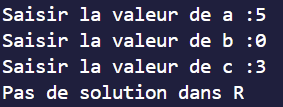 Saisir la valeur de a :5
Saisir la valeur de b :0
Saisir la valeur de c :3
Pas de solution dans R